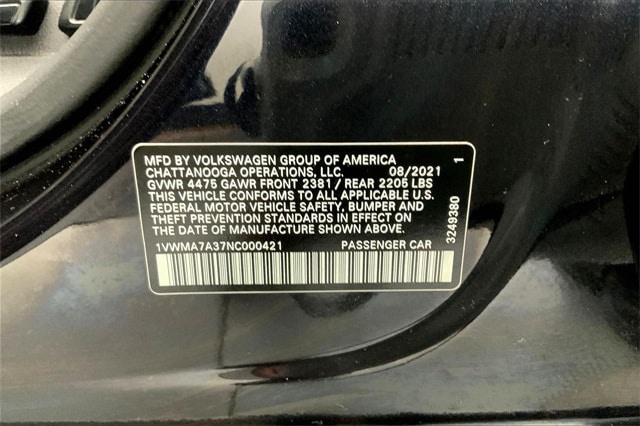 MFD BY VOLKSWAGEN GROUP OF AMERICA
CHATTANOOGA OPERATIONS, LLC. 08/2021 1
GVWR 4475 GAWR FRONT 2381 / REAR 2205 LBS
THIS VEHICLE CONFORMS TO ALL APPLICABLE U.S.
FEDERAL MOTOR VEHICLE SAFETY, BUMPER AND
THEFT PREVENTION STANDARDS IN EFFECT ON
THE DATE OF MANUFACTURE SHOWN ABOVE.
1VWMA7A37NC000421 PASSENGER CAR
3249380